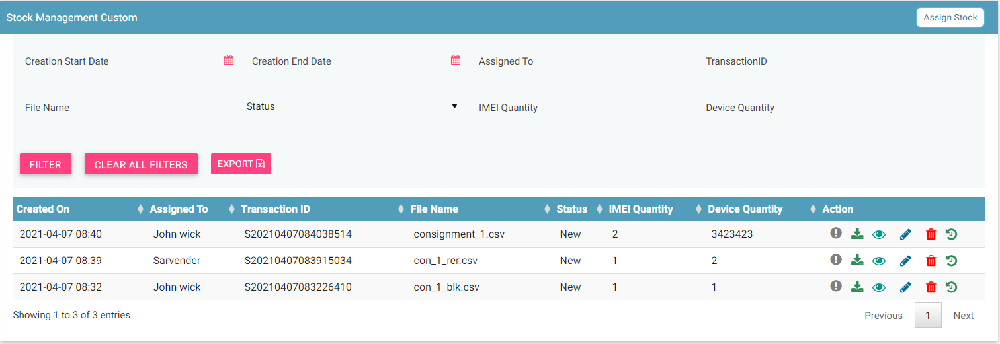 Stock Management Custom Assign Stock
Creation Start Date Creation End Date Assigned To TransactionID
File Name Status IMEI Quantity Device Quantity
FILTER CLEAR ALL FILTERS EXPORT
Created On Assigned To Transaction ID File Name Status IMEI Quantity Device Quantity Action
2021-04-07 08:40 John wick S20210407084038514 consignment_1.csv New 2 3423423
2021-04-07 08:39 Sarvender S20210407083915034 con_1_rer.csv New 1 2
2021-04-07 08:32 John wick S20210407083226410 con_1_blk.csv New 1 1
Showing 1 to 3 of 3 entries Previous 1 Next